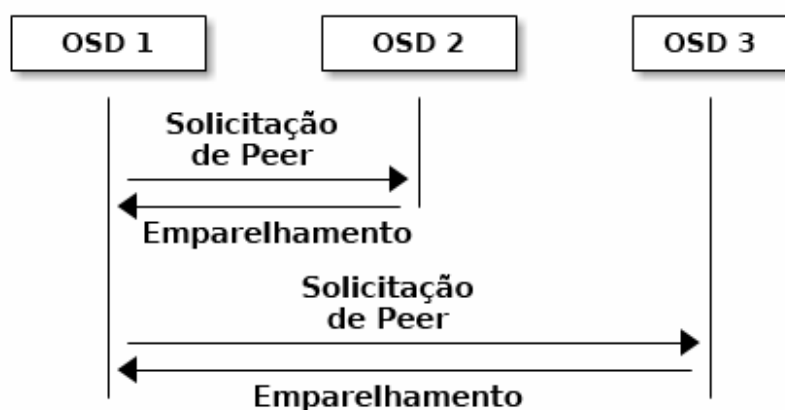 OSD 1
OSD 2
OSD 3
Solicitação
de Peer
Emparelhamento
Solicitação
de Peer
Emparelhamento